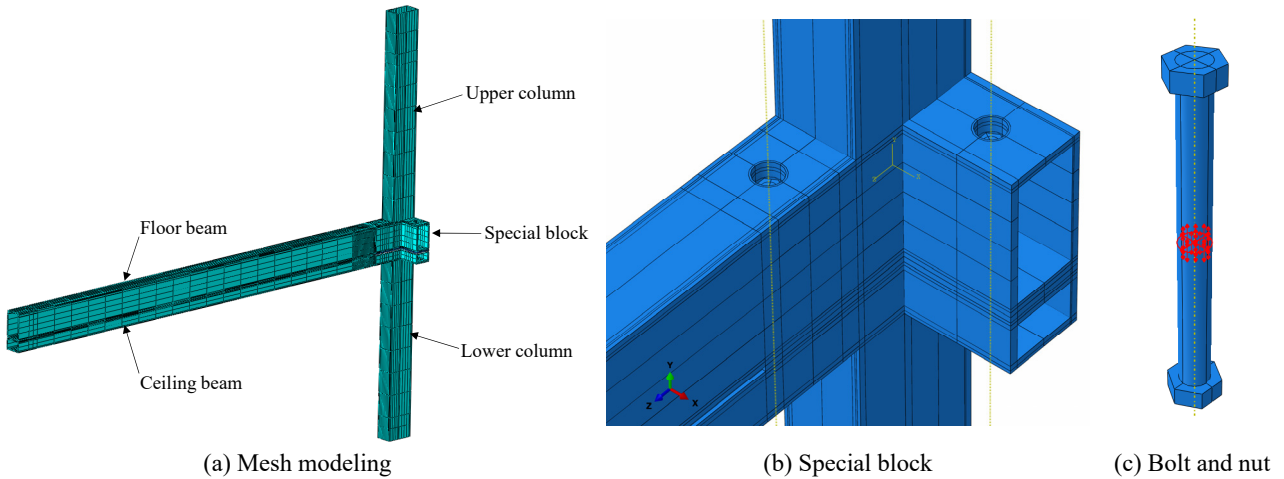 Upper column
Floor beam
Special block
Lower column
Ceiling beam
Y
Z
X
(a) Mesh modeling
(b) Special block
(c) Bolt and nut